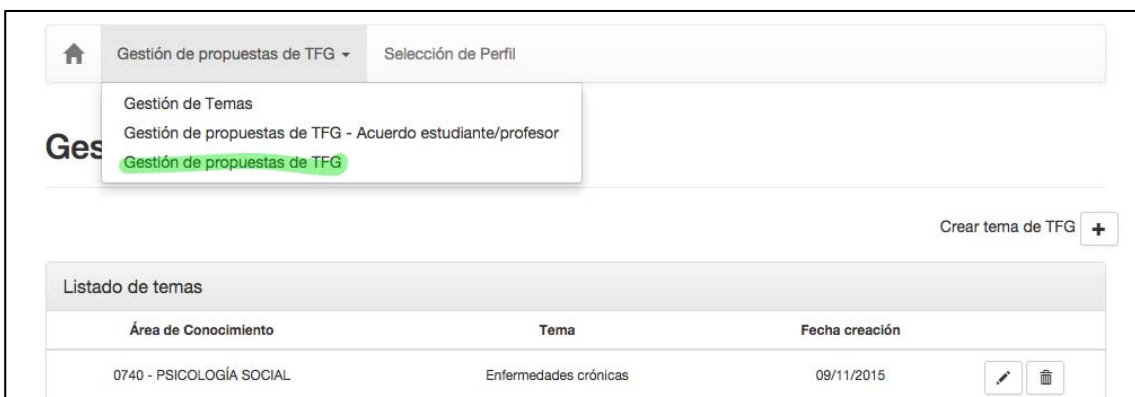 Gestión de propuestas de TFG Selección de Perfil
Gestión de Temas
Gestión de propuestas de TFG - Acuerdo estudiante/profesor
Ges
Gestión de propuestas de TFG
Crear tema de TFG +
Listado de temas
Área de Conocimiento Tema Fecha creación
0740 - PSICOLOGÍA SOCIAL Enfermedades crónicas 09/11/2015